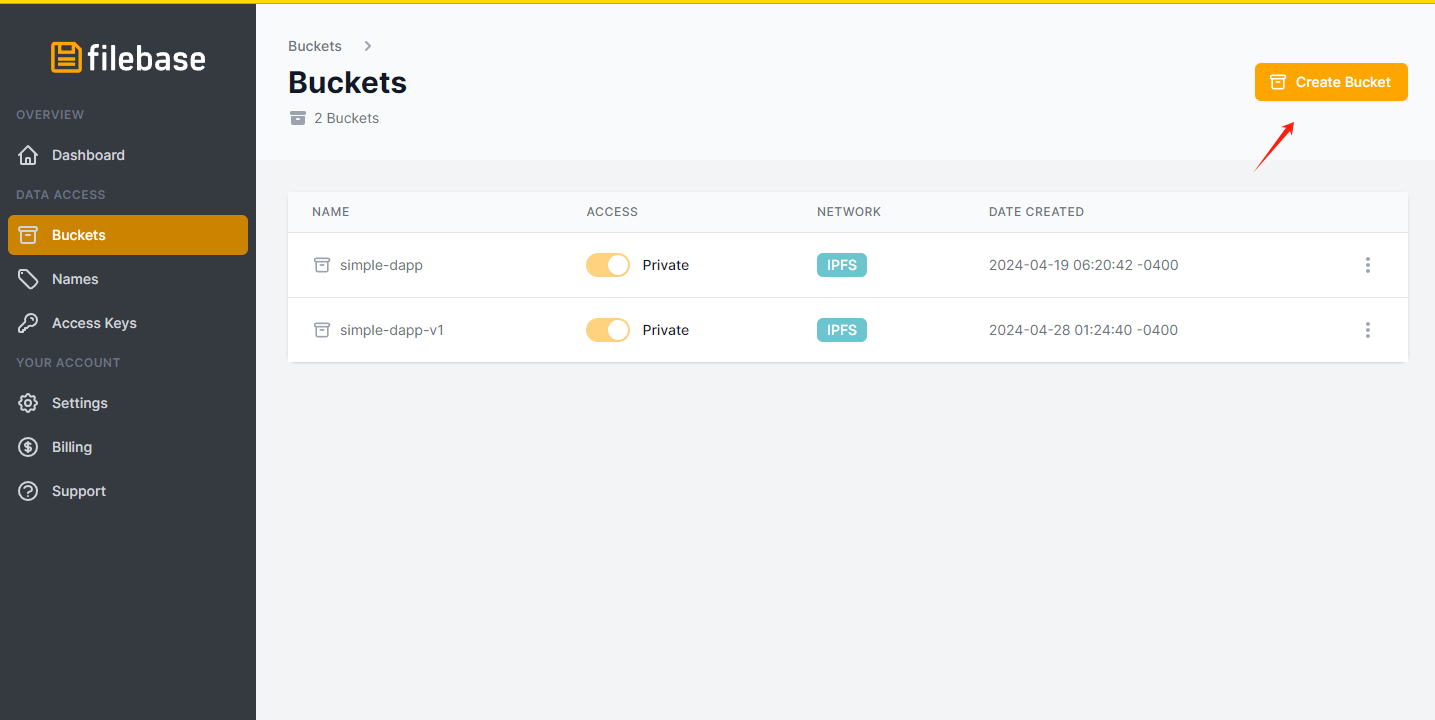 filebase
OVERVIEW
Dashboard
DATA ACCESS
Buckets
Names
Access Keys
YOUR ACCOUNT
Settings
Billing
Support
Buckets
Buckets
2 Buckets
Create Bucket
NAME ACCESS NETWORK DATE CREATED
simple-dapp Private IPFS 2024-04-19 06:20:42 -0400
simple-dapp-v1 Private IPFS 2024-04-28 01:24:40 -0400